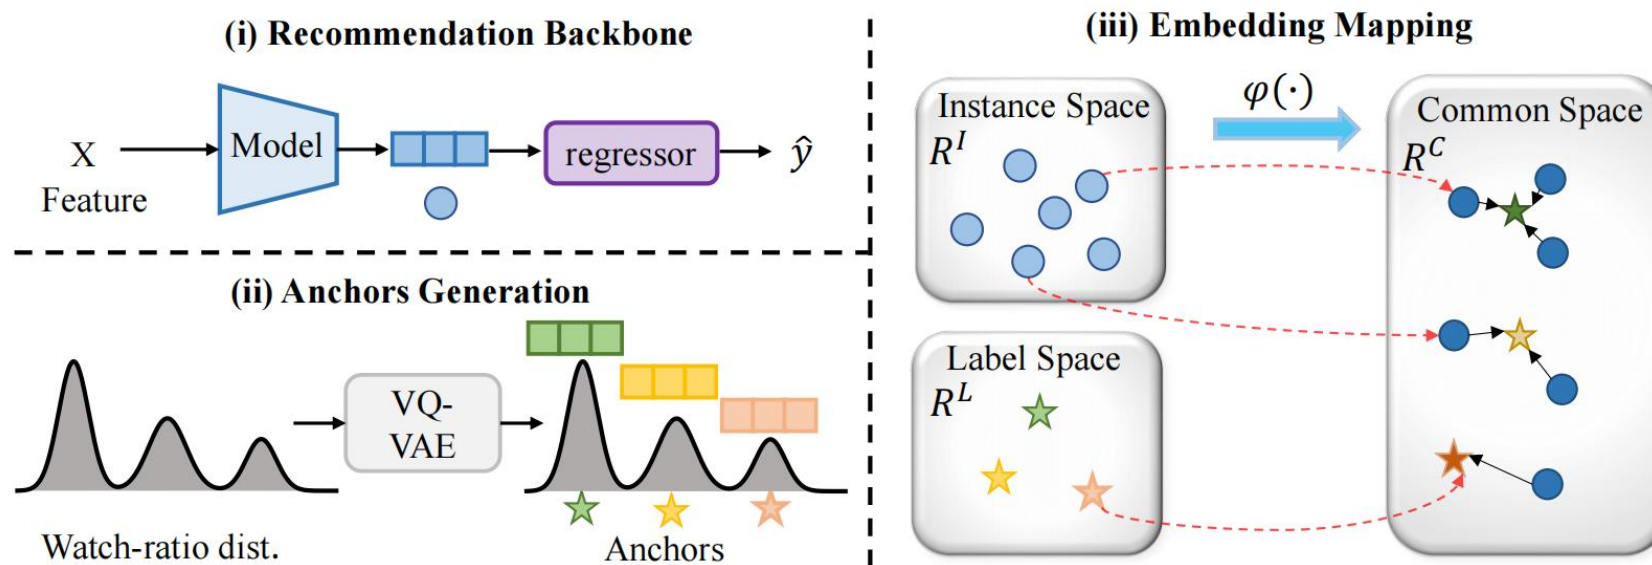 (i) Recommendation Backbone
X
Feature
Model
regressor
ŷ
(ii) Anchors Generation
VQ-
VAE
Watch-ratio dist.
Anchors
(iii) Embedding Mapping
Instance Space
R^I
φ(·)
Common Space
R^C
Label Space
R^L